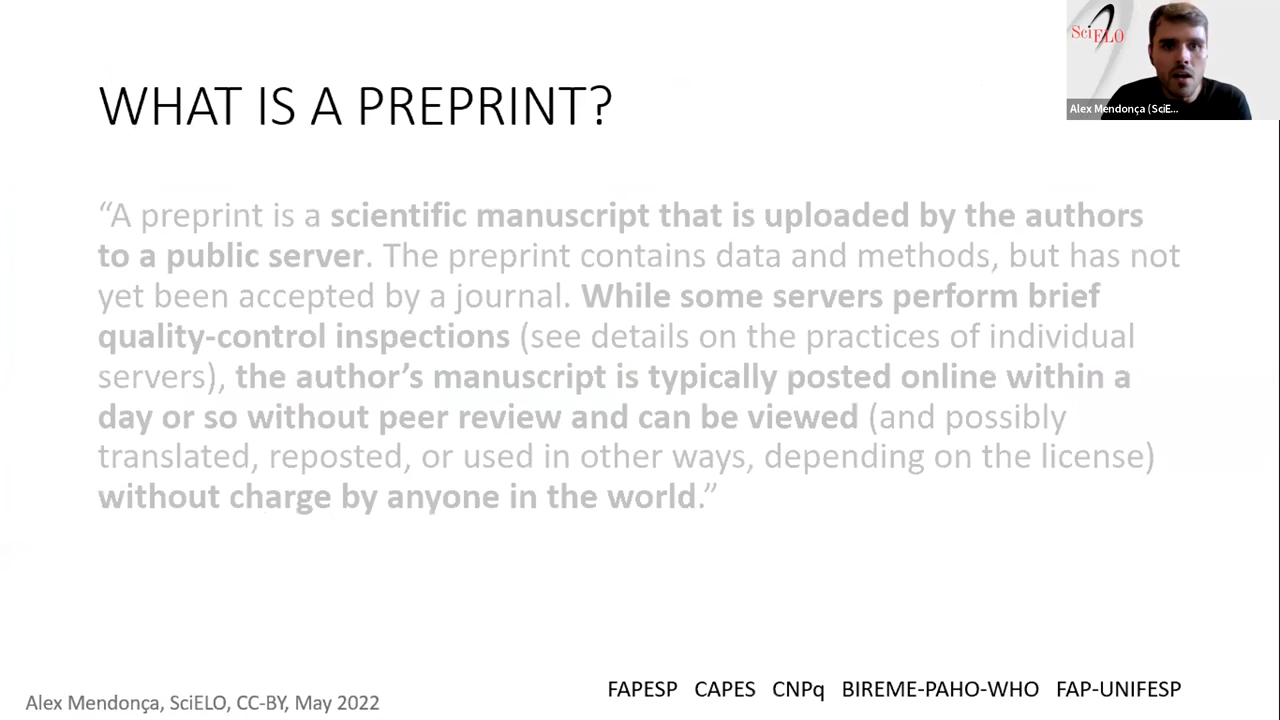 SciELO
Alex Mendonça (SciE...
WHAT IS A PREPRINT?
“A preprint is a scientific manuscript that is uploaded by the authors
to a public server. The preprint contains data and methods, but has not
yet been accepted by a journal. While some servers perform brief
quality-control inspections (see details on the practices of individual
servers), the author’s manuscript is typically posted online within a
day or so without peer review and can be viewed (and possibly
translated, reposted, or used in other ways, depending on the license)
without charge by anyone in the world.”
FAPESP CAPES CNPq BIREME-PAHO-WHO FAP-UNIFESP
Alex Mendonça, SciELO, CC-BY, May 2022